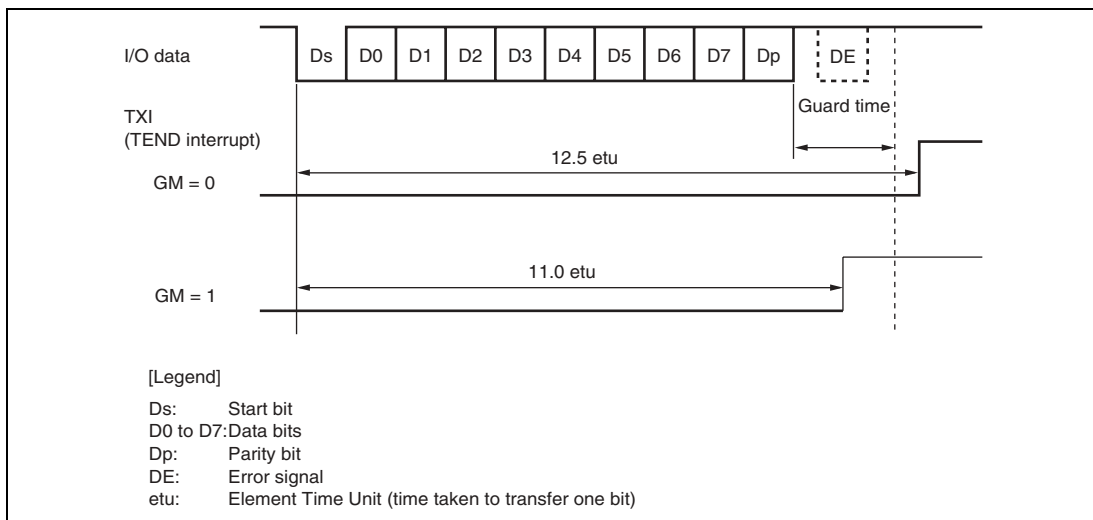 I/O data
Ds D0 D1 D2 D3 D4 D5 D6 D7 Dp DE
Guard time
TXI
(TEND interrupt)
12.5 etu
GM = 0
11.0 etu
GM = 1
[Legend]
Ds: Start bit
D0 to D7: Data bits
Dp: Parity bit
DE: Error signal
etu: Element Time Unit (time taken to transfer one bit)